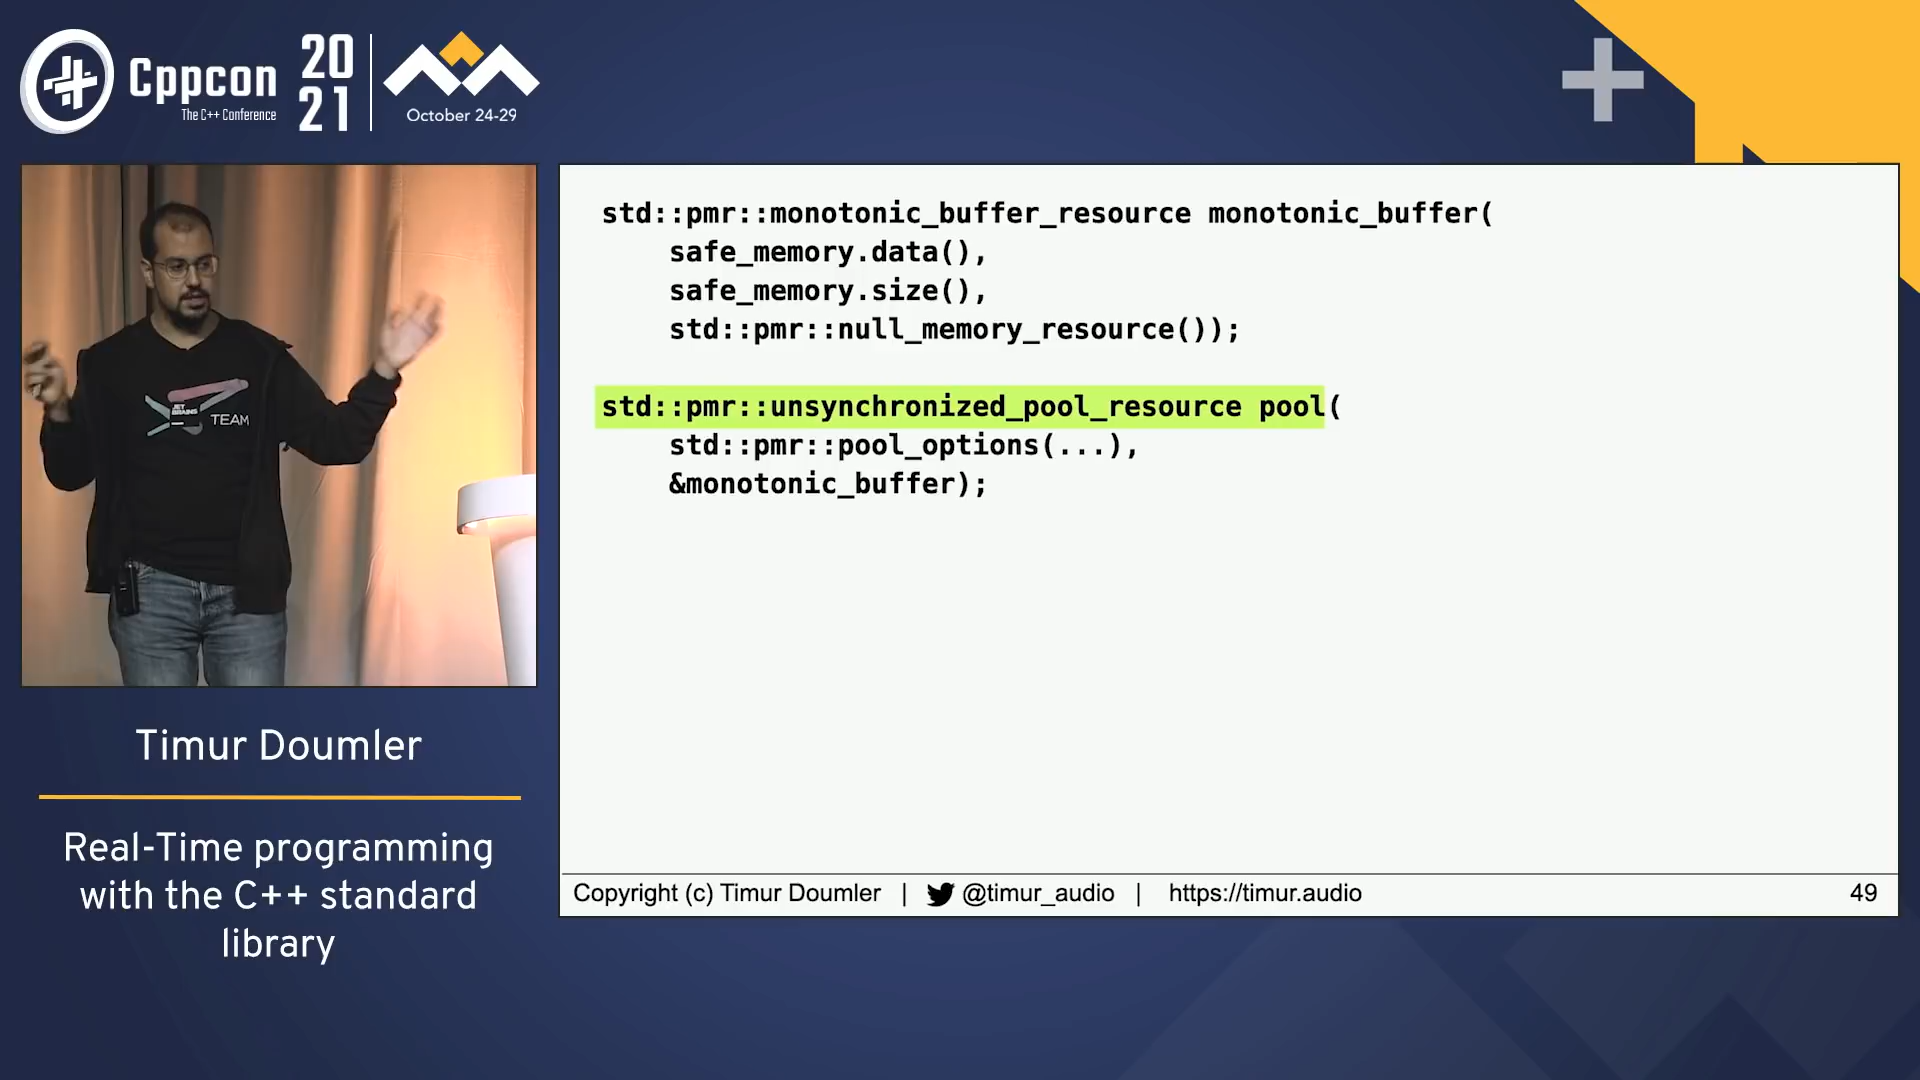 Cppcon
The C++ Conference
20
21
October 24-29
JET
BRAINS
TEAM
Timur Doumler
Real-Time programming
with the C++ standard
library
std::pmr::monotonic_buffer_resource monotonic_buffer(
safe_memory.data(),
safe_memory.size(),
std::pmr::null_memory_resource());
std::pmr::unsynchronized_pool_resource pool(
std::pmr::pool_options(...),
&monotonic_buffer);
Copyright (c) Timur Doumler | @timur_audio | https://timur.audio
49